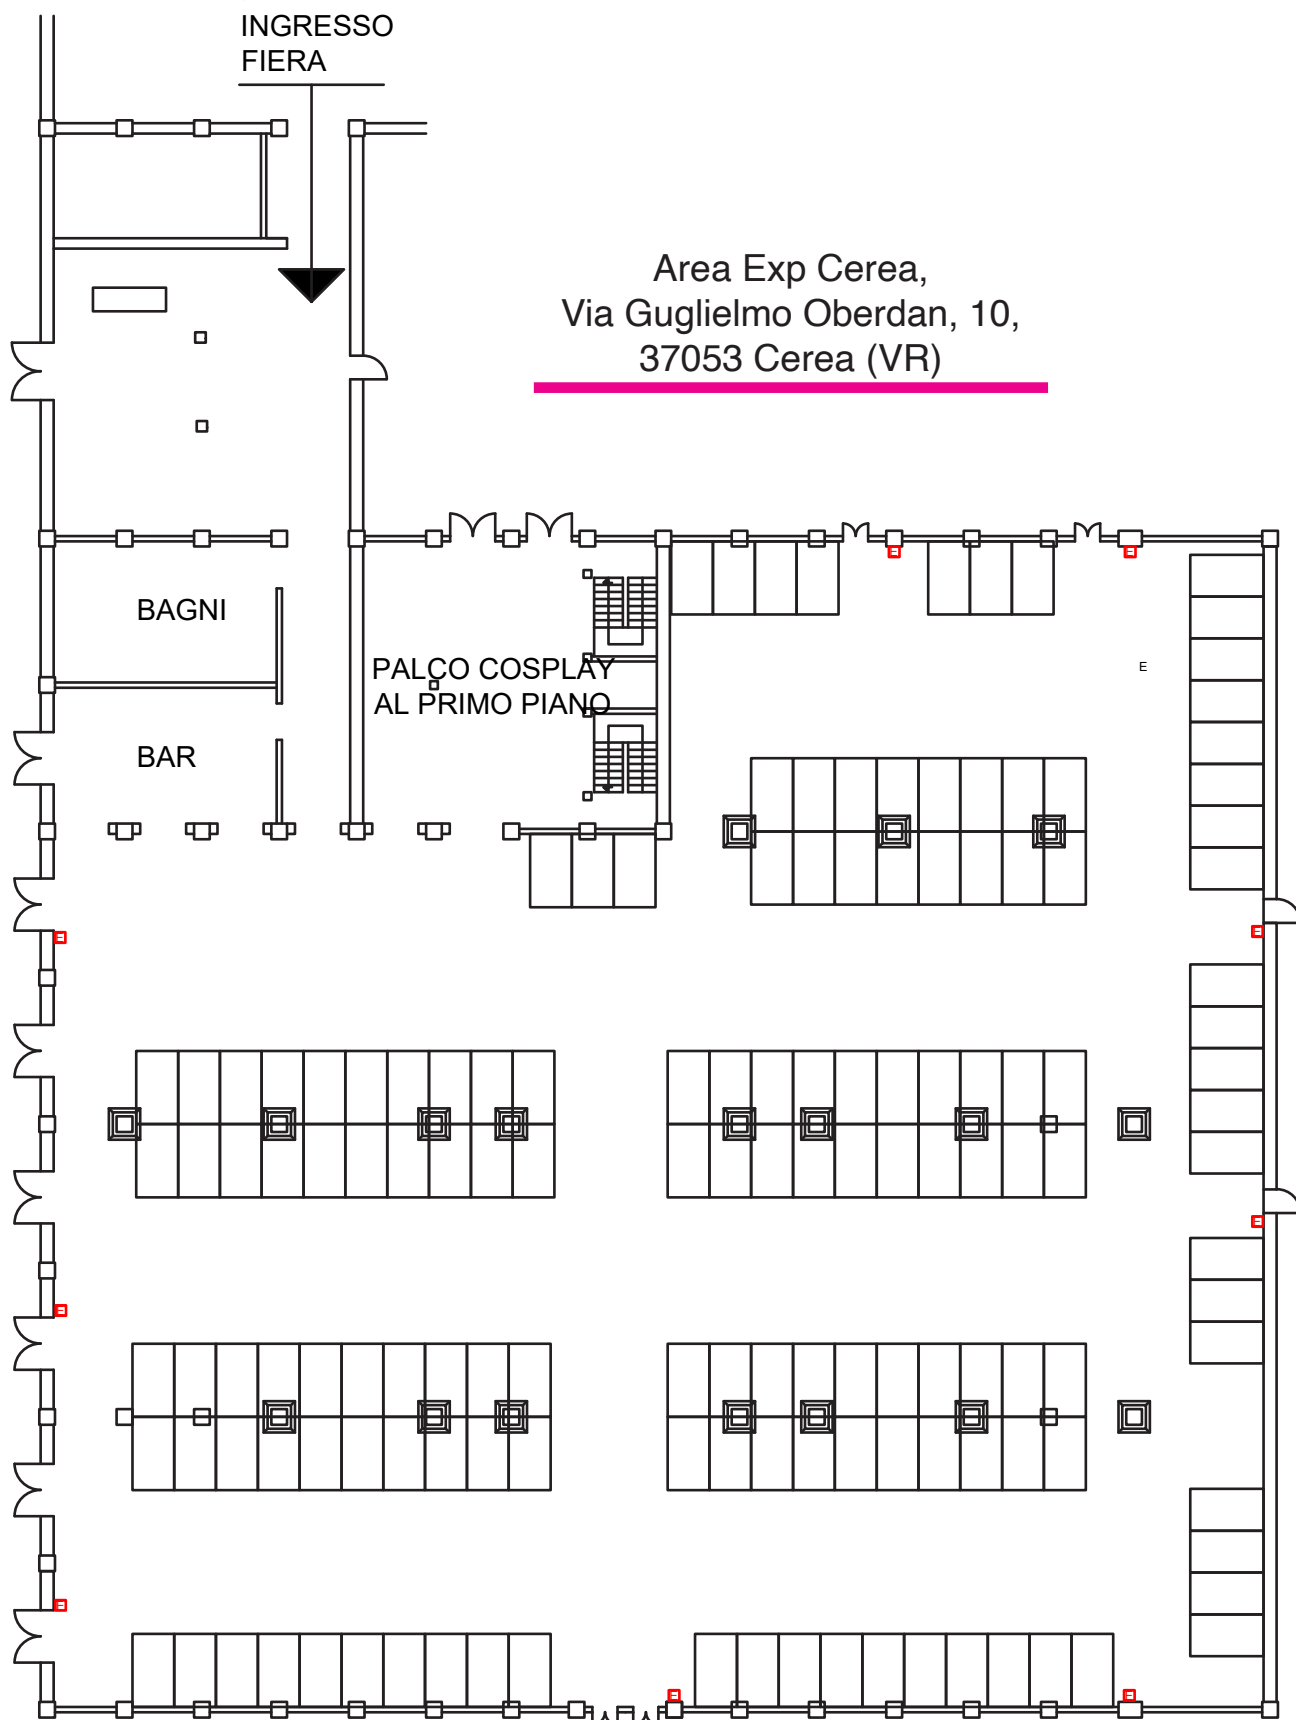 INGRESSO
FIERA
Area Exp Cerea,
Via Guglielmo Oberdan, 10,
37053 Cerea (VR)
BAGNI
PALCO COSPLAY
AL PRIMO PIANO
E
BAR